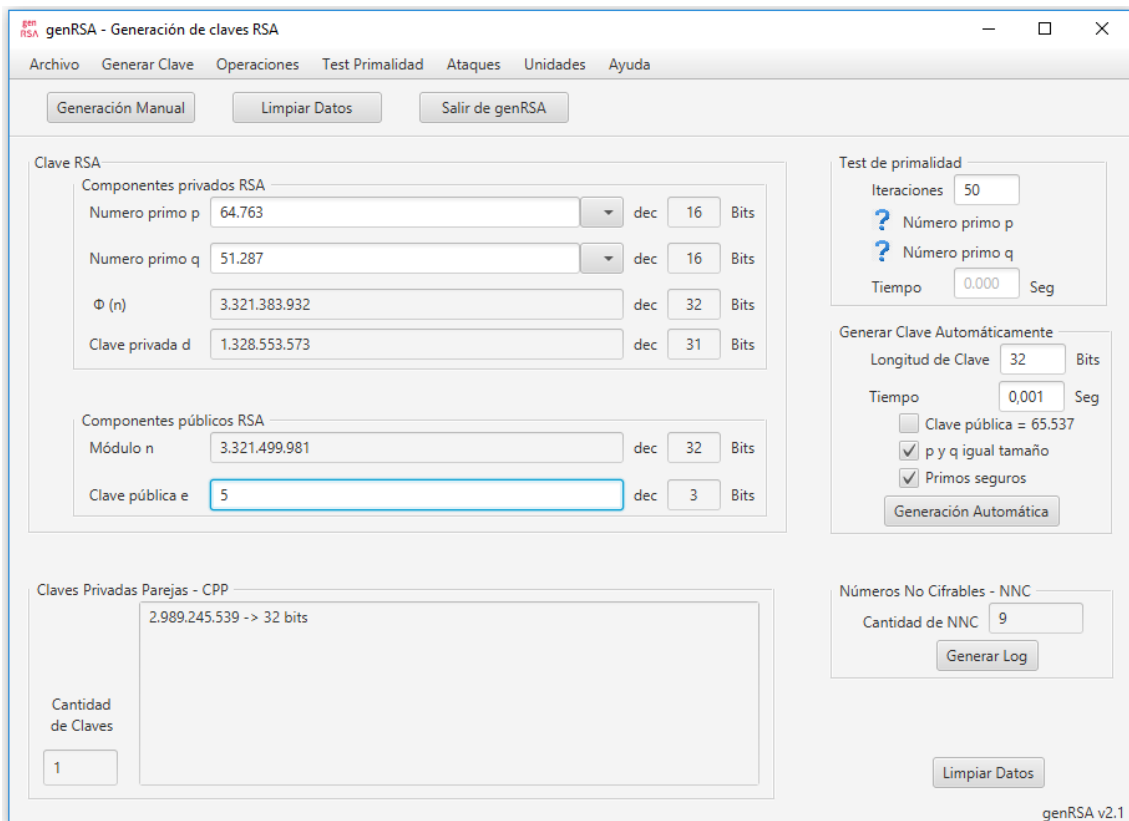 gen RSA genRSA - Generación de claves RSA
Archivo Generar Clave Operaciones Test Primalidad Ataques Unidades Ayuda
Generación Manual Limpiar Datos Salir de genRSA
Clave RSA
Componentes privados RSA
Numero primo p 64.763 dec 16 Bits
Numero primo q 51.287 dec 16 Bits
Φ (n) 3.321.383.932 dec 32 Bits
Clave privada d 1.328.553.573 dec 31 Bits
Componentes públicos RSA
Módulo n 3.321.499.981 dec 32 Bits
Clave pública e 5 dec 3 Bits
Test de primalidad
Iteraciones 50
? Número primo p
? Número primo q
Tiempo 0.000 Seg
Generar Clave Automáticamente
Longitud de Clave 32 Bits
Tiempo 0,001 Seg
Clave pública = 65.537
p y q igual tamaño
Primos seguros
Generación Automática
Claves Privadas Parejas - CPP
2.989.245.539 -> 32 bits
Cantidad
de Claves
1
Números No Cifrables - NNC
Cantidad de NNC 9
Generar Log
Limpiar Datos
genRSA v2.1